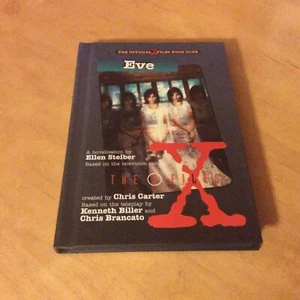 THE OFFICIAL X FILES BOOK CLUB
Eve
A novelization by
Ellen Steiber
Based on the television
THE X FILES
created by Chris Carter
Based on the teleplay by
Kenneth Biller and
Chris Brancato